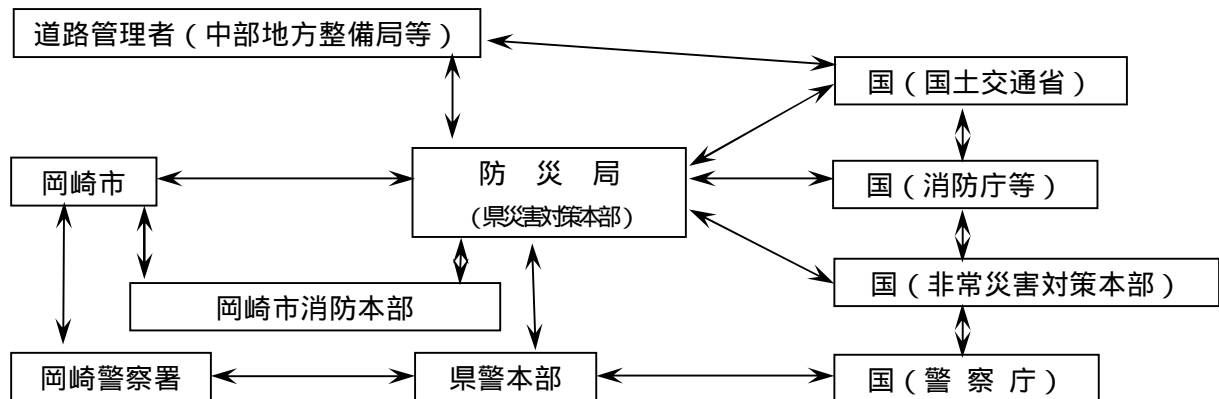 道路管理者（中部地方整備局等）
国（国土交通省）
岡崎市
防　災　局
（県災害対策本部）
国（消防庁等）
国（非常災害対策本部）
岡崎市消防本部
岡崎警察署
県警本部
国（警 察 庁）